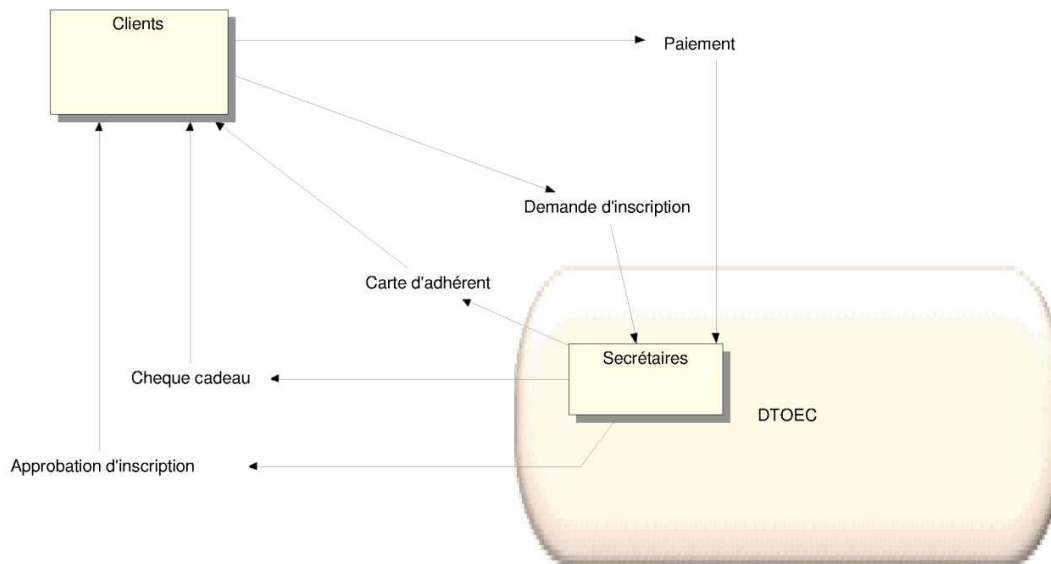 Clients
Paiement
Demande d'inscription
Carte d'adhérent
Secrétaires
Cheque cadeau
DTOEC
Approbation d'inscription